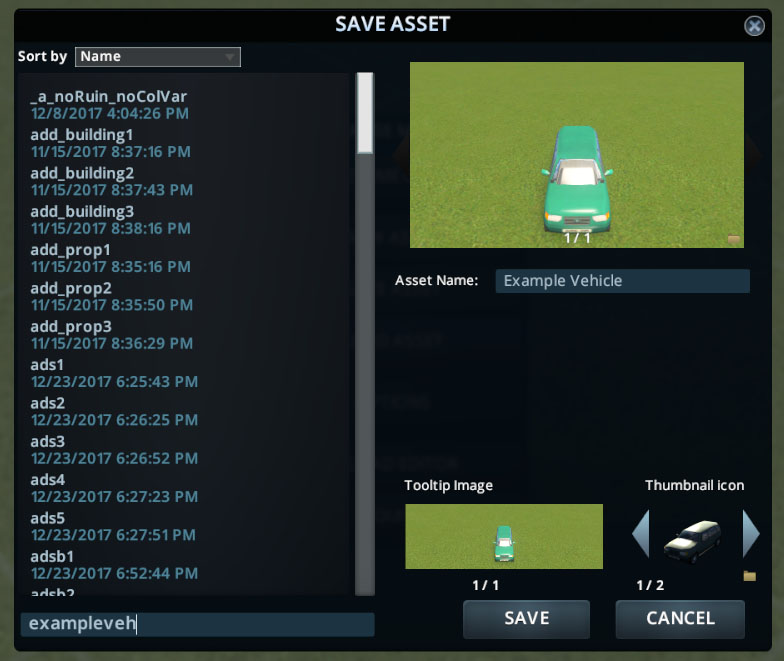 SAVE ASSET
Sort by Name
_a_noRuin_noColVar
12/8/2017 4:04:26 PM
add_building1
11/15/2017 8:37:16 PM
add_building2
11/15/2017 8:37:43 PM
add_building3
11/15/2017 8:38:16 PM
add_prop1
11/15/2017 8:35:16 PM
add_prop2
11/15/2017 8:35:50 PM
add_prop3
11/15/2017 8:36:29 PM
ads1
12/23/2017 6:25:43 PM
ads2
12/23/2017 6:26:25 PM
ads3
12/23/2017 6:26:52 PM
ads4
12/23/2017 6:27:23 PM
ads5
12/23/2017 6:27:51 PM
adsb1
12/23/2017 6:52:44 PM
adsb2
exampleveh
1/1
Asset Name: Example Vehicle
Tooltip Image
Thumbnail icon
1/1
1/2
SAVE
CANCEL